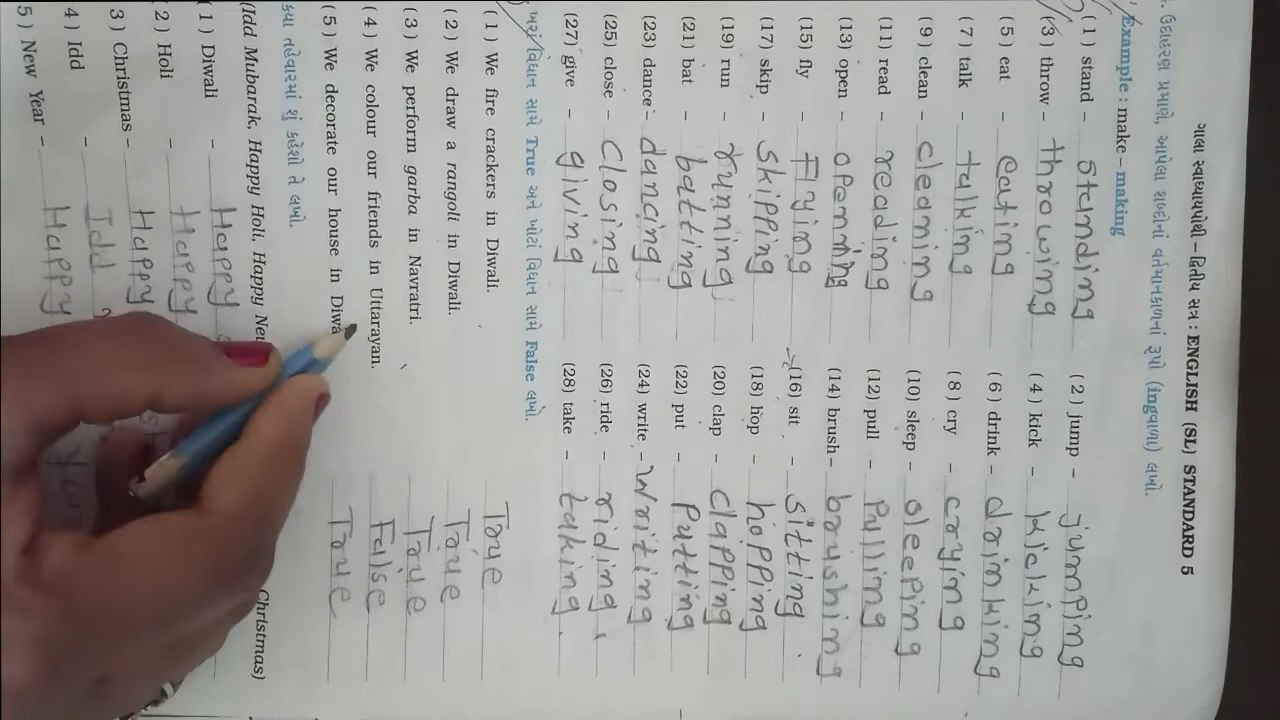 ગાલા સ્વાધ્યાયપોથી – દ્વિતીય સત્ર : ENGLISH (SL) STANDARD 5
ઉદાહરણ પ્રમાણે, આપેલા શબ્દોનાં વર્તમાનકાળનાં રૂપો (ingવાળા) લખો.
Example : make – making
(1) stand – standing (2) jump – jumping
(3) throw – throwing (4) kick – kicking
(5) eat – eating (6) drink – drinking
(7) talk – talking (8) cry – crying
(9) clean – cleaning (10) sleep – sleeping
(11) read – reading (12) pull – Pulling
(13) open – opening (14) brush – brushing
(15) fly – Flying (16) sit – sitting
(17) skip – skipping (18) hop – hopping
(19) run – running (20) clap – clapping
(21) bat – batting (22) put – Putting
(23) dance – dancing (24) write – writing
(25) close – closing (26) ride – riding
(27) give – giving (28) take – taking
ખરાં વિધાન સામે True અને ખોટાં વિધાન સામે False લખો.
(1) We fire crackers in Diwali. True
(2) We draw a rangoli in Diwali. True
(3) We perform garba in Navratri. True
(4) We colour our friends in Uttarayan. False
(5) We decorate our house in Diwa True
કયા તહેવારમાં શું કહેશો તે લખો.
(Idd Mubarak, Happy Holi, Happy Christmas)
(1) Diwali – Happy
(2) Holi – Happy
(3) Christmas – Happy
(4) Idd – Idd
(5) New Year – Happy